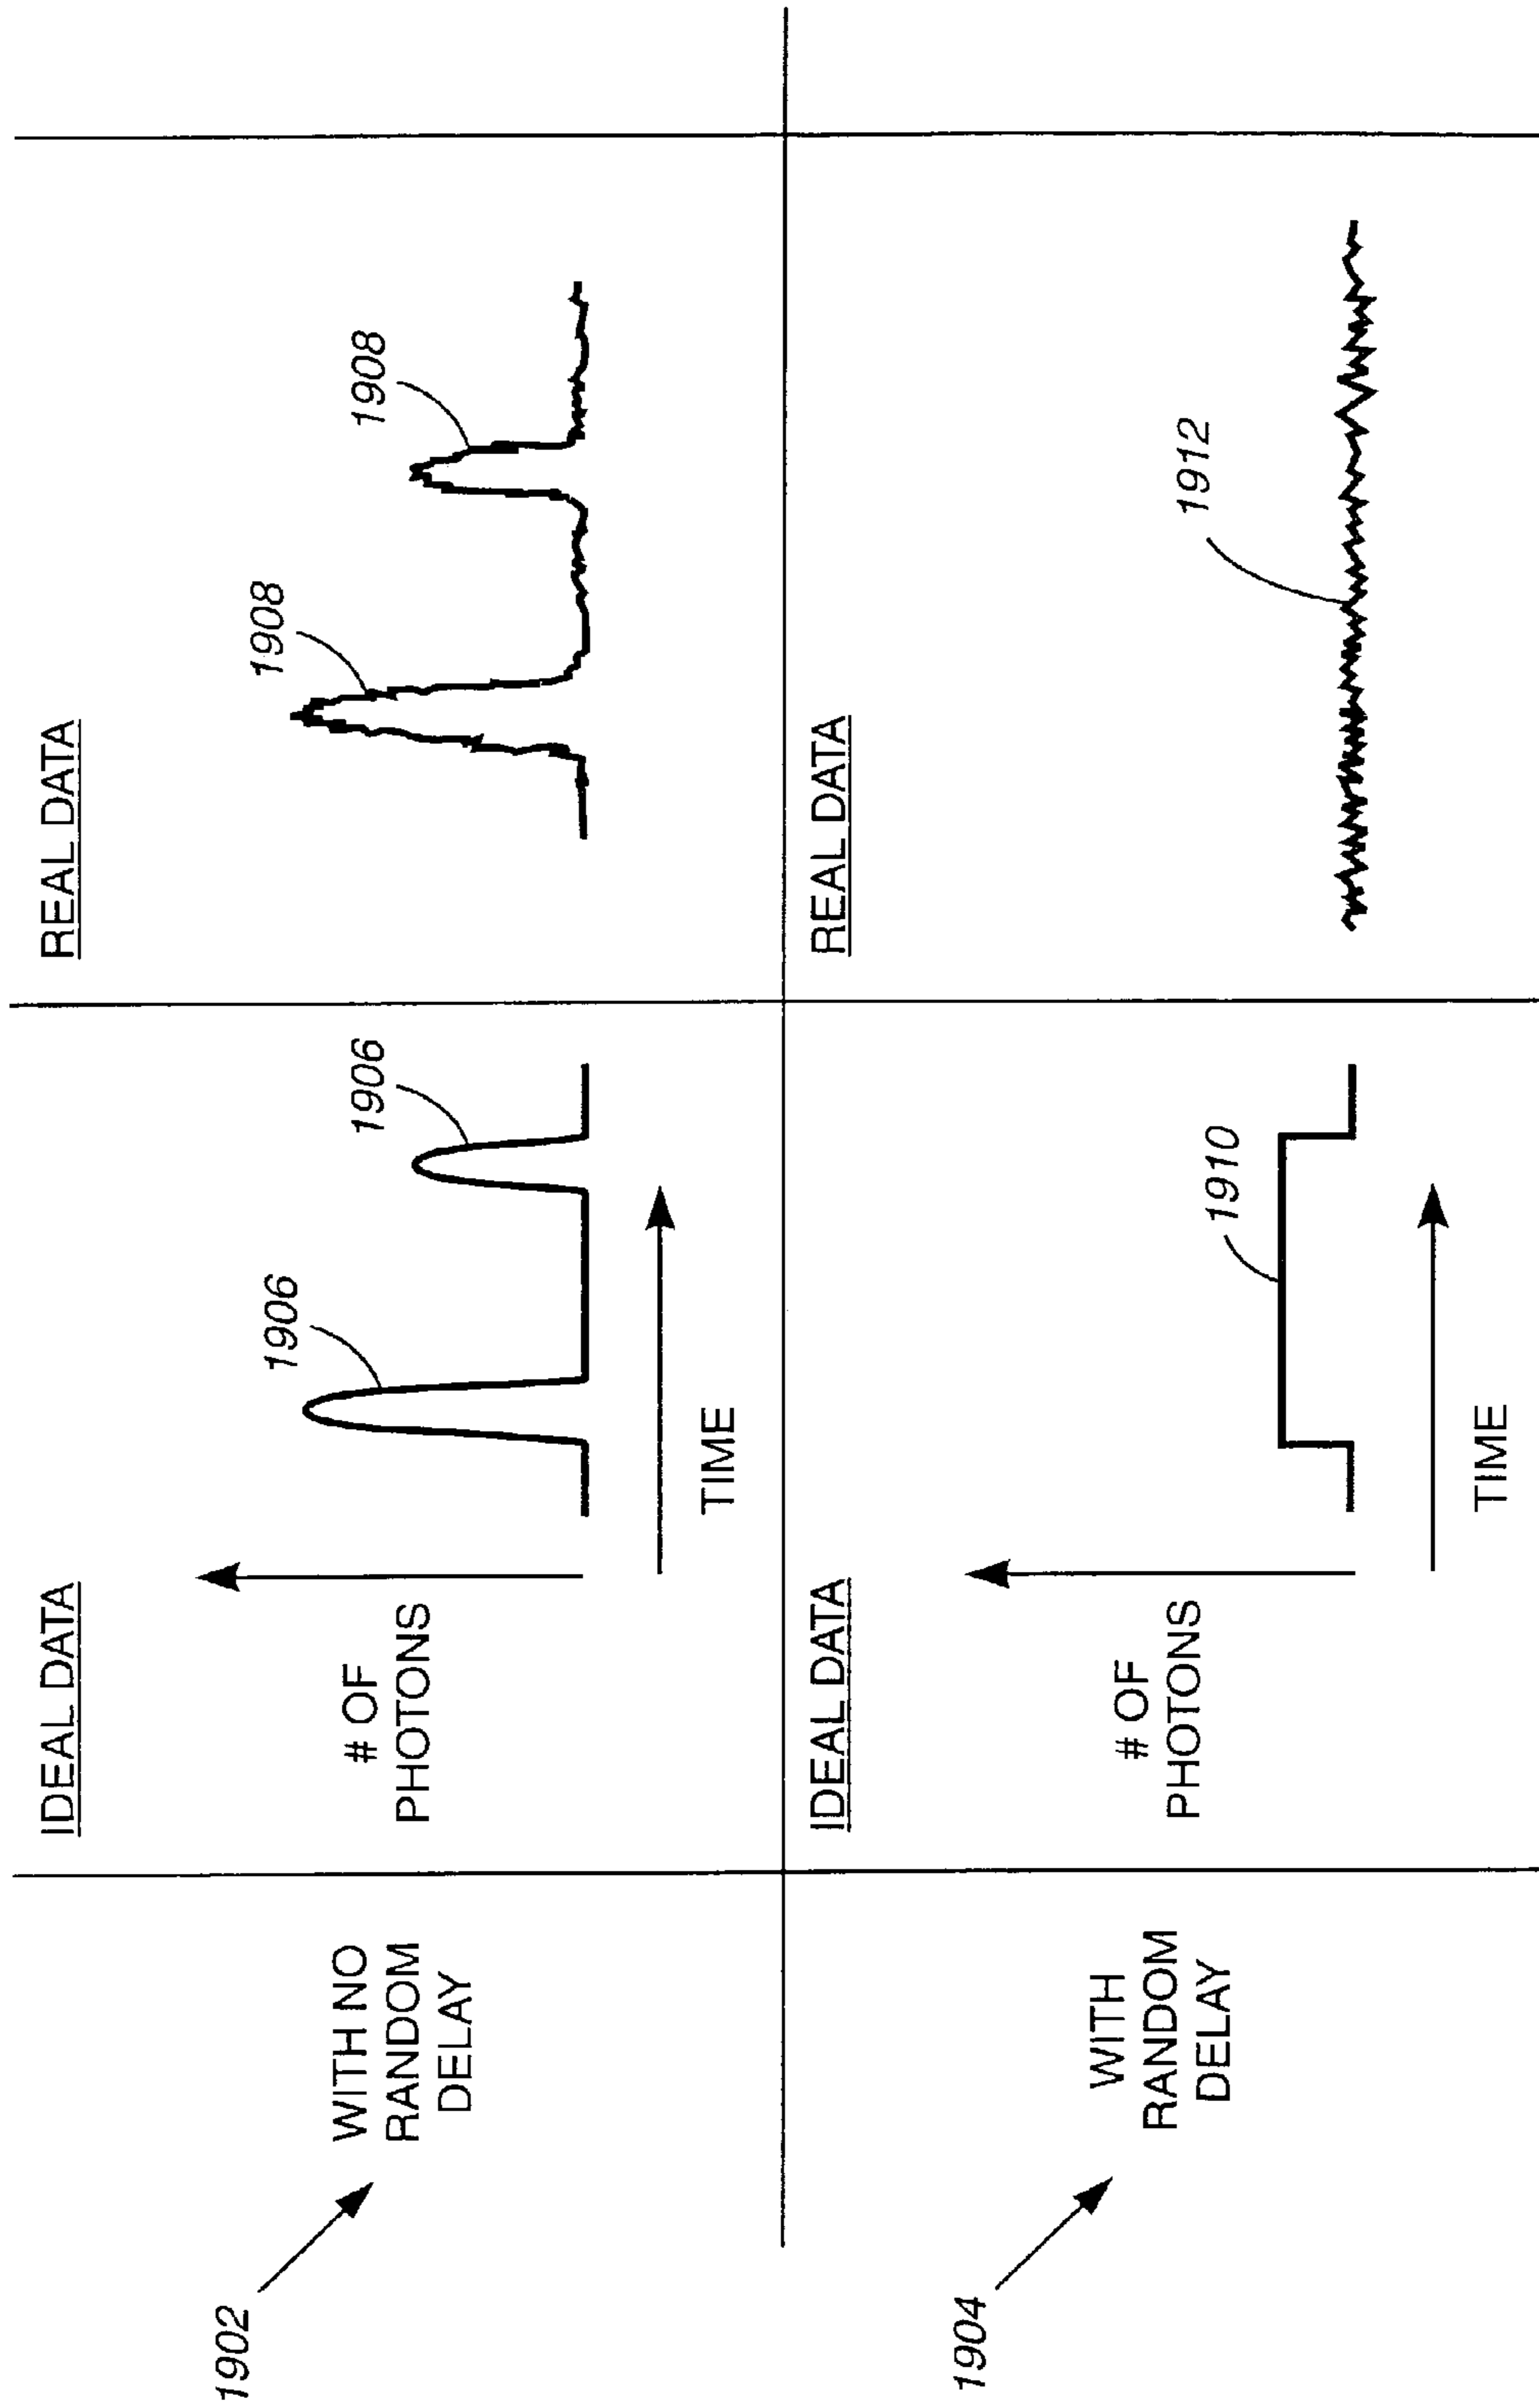 1902
WITH NO
RANDOM
DELAY
IDEAL DATA
# OF
PHOTONS
1906
1906
TIME
REAL DATA
1908
1908
1904
WITH
RANDOM
DELAY
IDEAL DATA
# OF
PHOTONS
1910
TIME
REAL DATA
1912